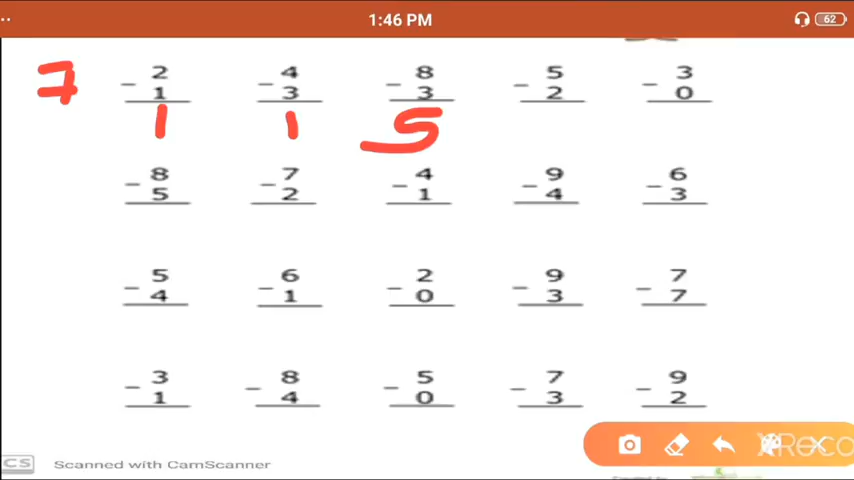 1:46 PM 62
7
2 4 8 5 3
- 1 - 3 - 3 - 2 - 0
1 1 5
8 7 4 9 6
- 5 - 2 - 1 - 4 - 3
5 6 2 9 7
- 4 - 1 - 0 - 3 - 7
3 8 5 7 9
- 1 - 4 - 0 - 3 - 2
XReco
CS Scanned with CamScanner